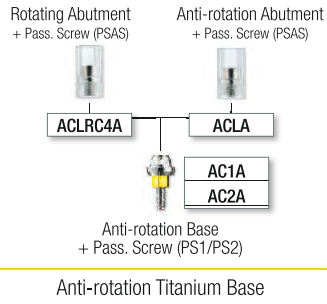 Rotating Abutment
+ Pass. Screw (PSAS)
Anti-rotation Abutment
+ Pass. Screw (PSAS)
ACLRC4A
ACLA
AC1A
AC2A
Anti-rotation Base
+ Pass. Screw (PS1/PS2)
Anti-rotation Titanium Base